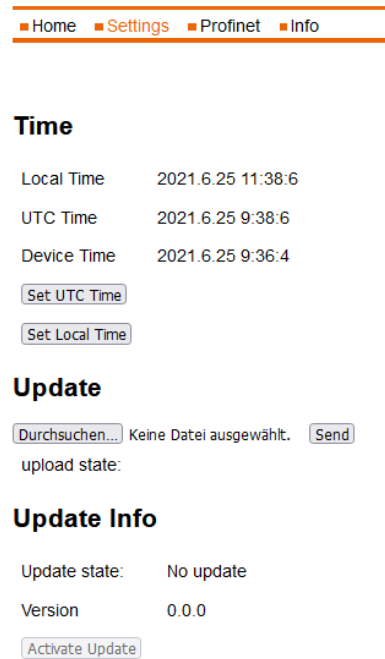 Home Settings Profinet Info
Time
Local Time 2021.6.25 11:38:6
UTC Time 2021.6.25 9:38:6
Device Time 2021.6.25 9:36:4
Set UTC Time
Set Local Time
Update
Durchsuchen... Keine Datei ausgewählt. Send
upload state:
Update Info
Update state: No update
Version 0.0.0
Activate Update